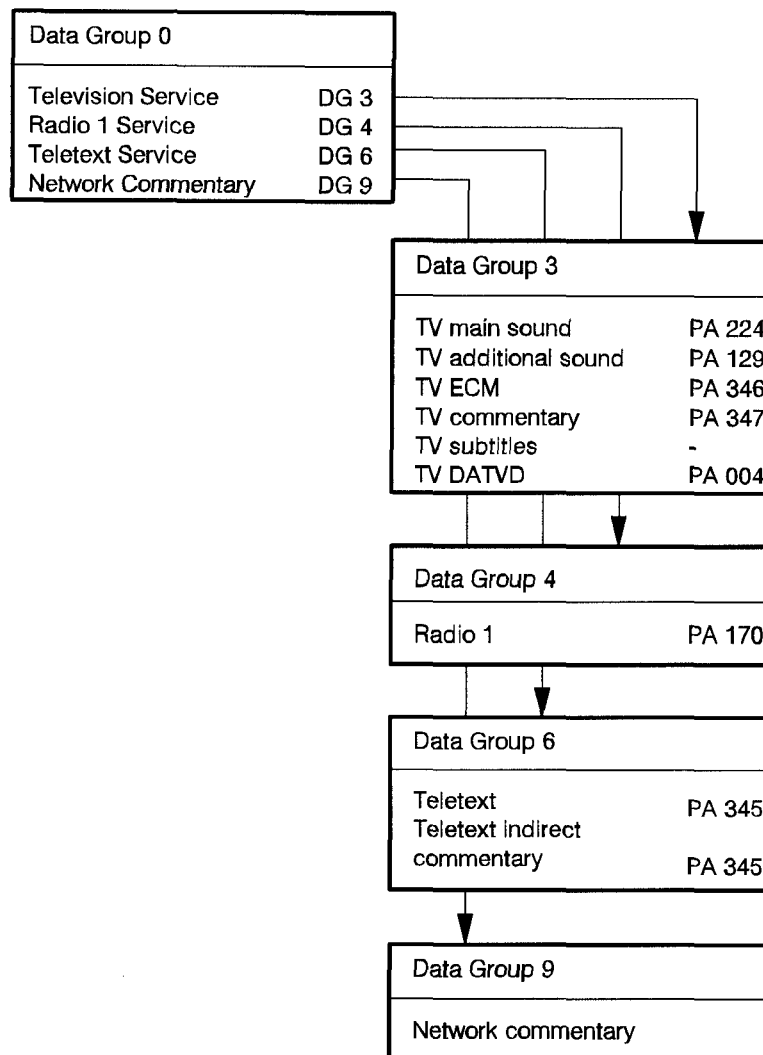 Data Group 0
Television Service DG 3
Radio 1 Service DG 4
Teletext Service DG 6
Network Commentary DG 9
Data Group 3
TV main sound PA 224
TV additional sound PA 129
TV ECM PA 346
TV commentary PA 347
TV subtitles -
TV DATVD PA 004
Data Group 4
Radio 1 PA 170
Data Group 6
Teletext PA 345
Teletext indirect
commentary PA 345
Data Group 9
Network commentary